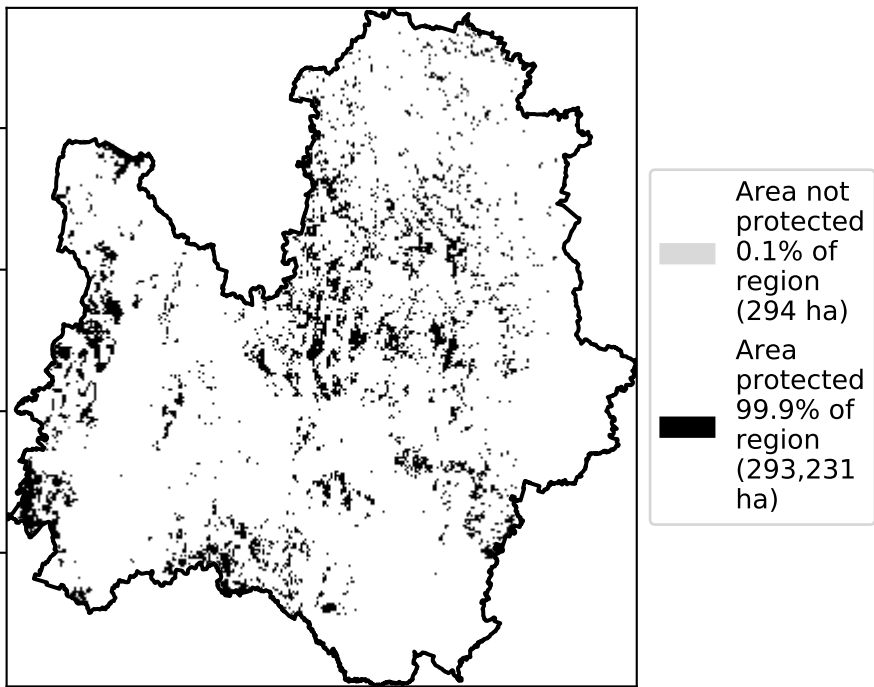 Area not
protected
0.1% of
region
(294 ha)
Area
protected
99.9% of
region
(293,231
ha)